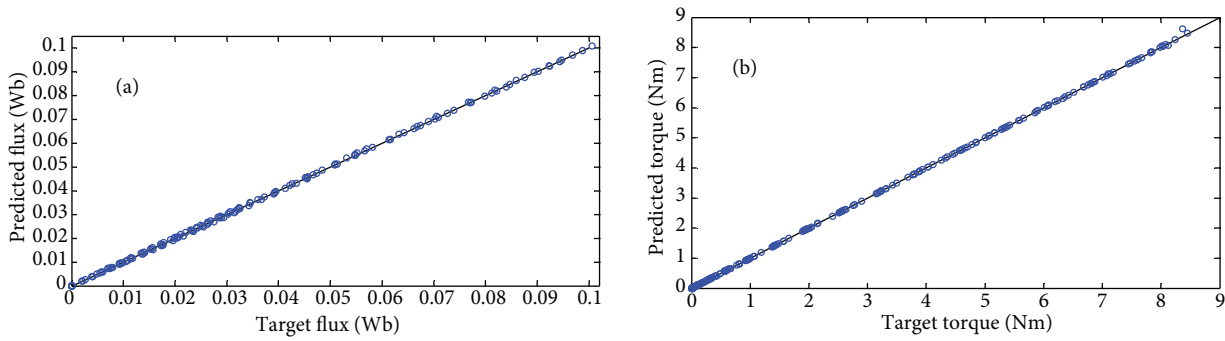 (a)
Predicted flux (Wb)
0.1
0.09
0.08
0.07
0.06
0.05
0.04
0.03
0.02
0.01
0
0 0.01 0.02 0.03 0.04 0.05 0.06 0.07 0.08 0.09 0.1
Target flux (Wb)
(b)
Predicted torque (Nm)
9
8
7
6
5
4
3
2
1
0
0 1 2 3 4 5 6 7 8 9
Target torque (Nm)